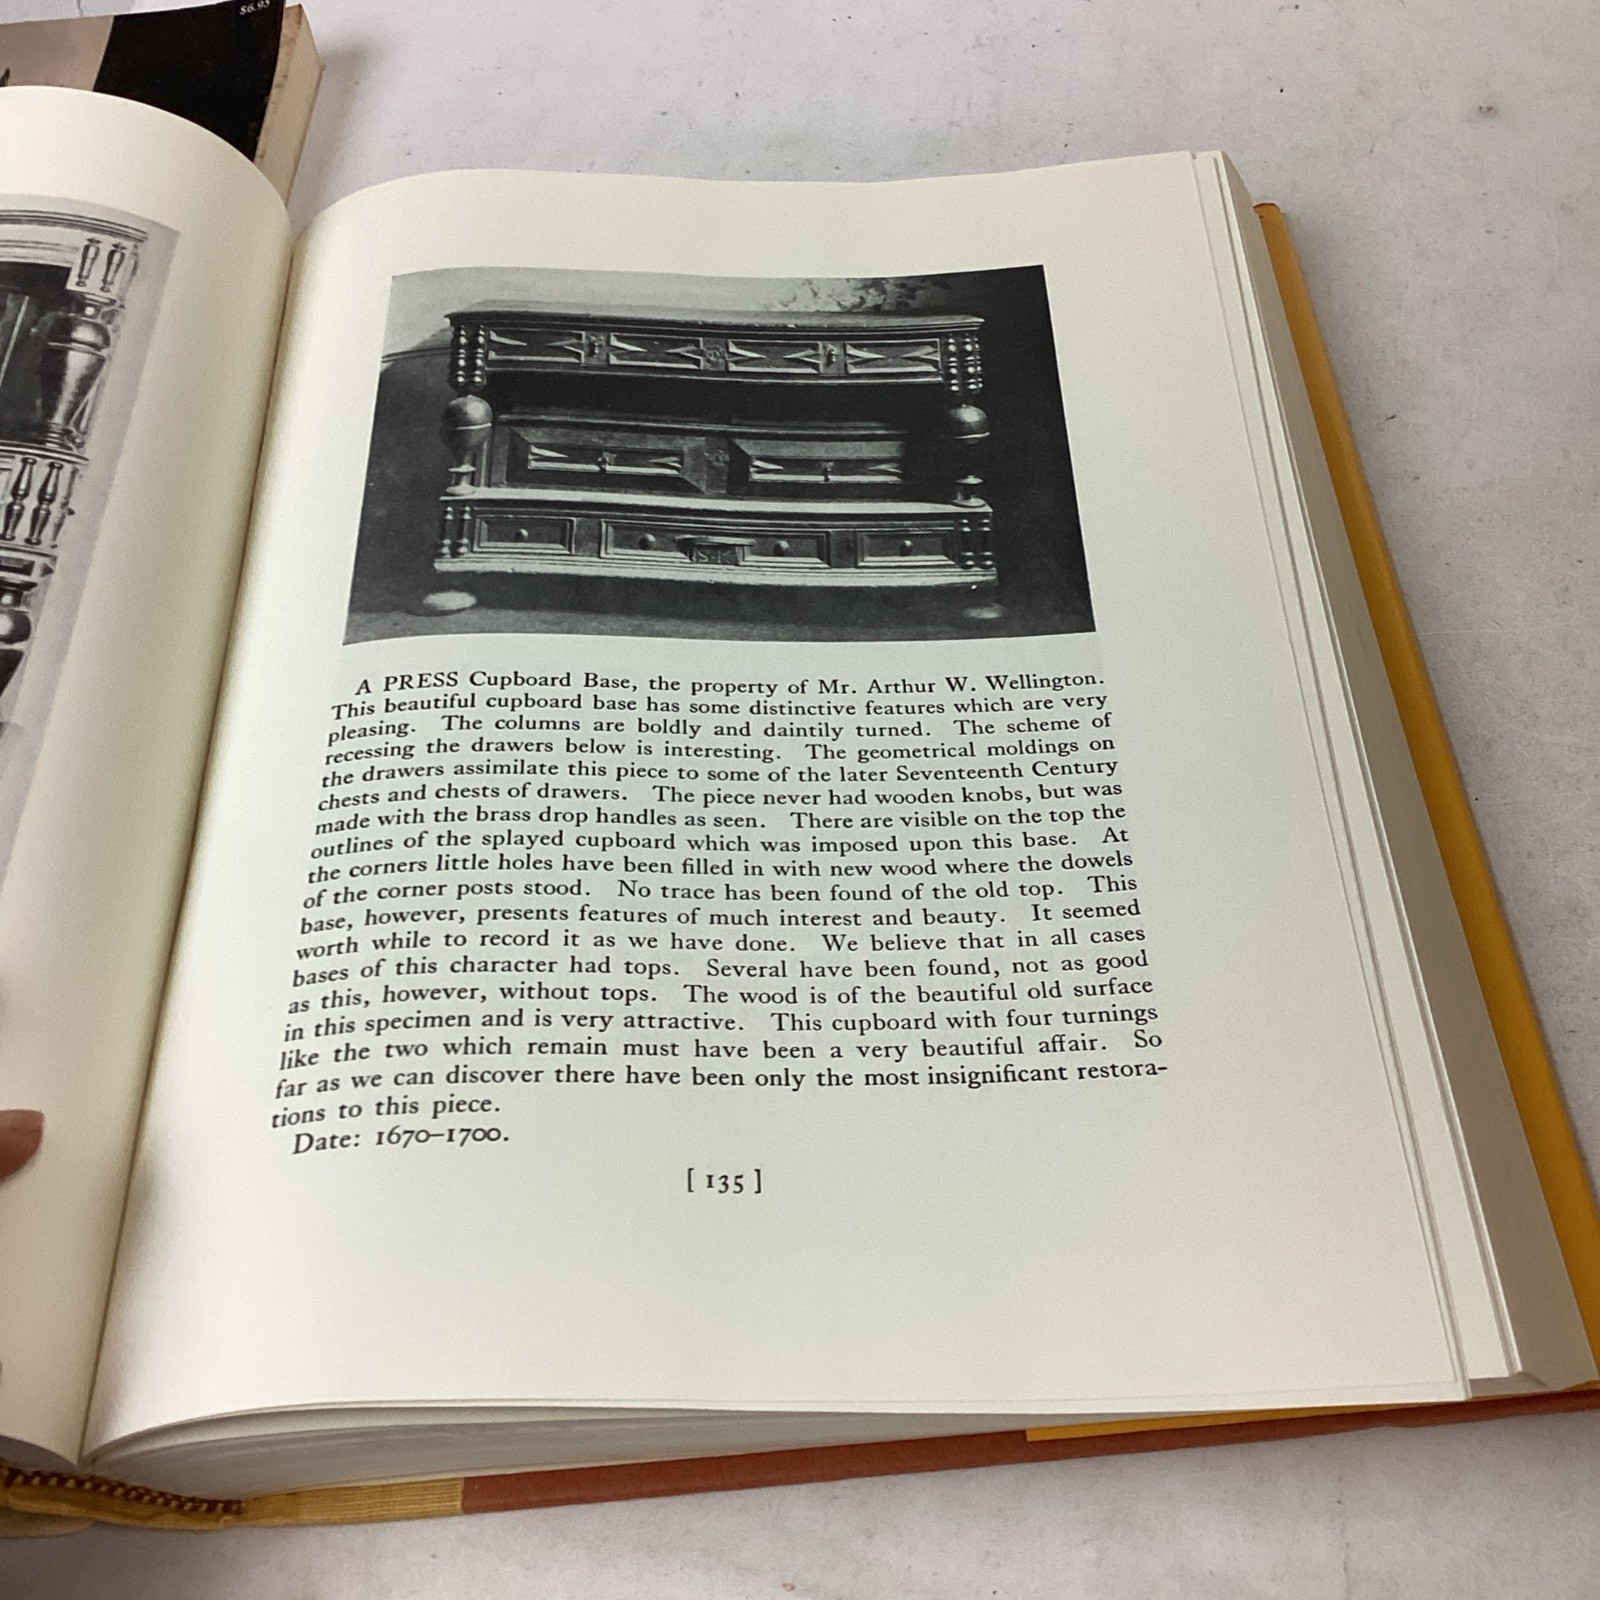 $6.95
A PRESS Cupboard Base, the property of Mr. Arthur W. Wellington.
This beautiful cupboard base has some distinctive features which are very
pleasing. The columns are boldly and daintily turned. The scheme of
recessing the drawers below is interesting. The geometrical moldings on
the drawers assimilate this piece to some of the later Seventeenth Century
chests and chests of drawers. The piece never had wooden knobs, but was
made with the brass drop handles as seen. There are visible on the top the
outlines of the splayed cupboard which was imposed upon this base. At
the corners little holes have been filled in with new wood where the dowels
of the corner posts stood. No trace has been found of the old top. This
base, however, presents features of much interest and beauty. It seemed
worth while to record it as we have done. We believe that in all cases
bases of this character had tops. Several have been found, not as good
as this, however, without tops. The wood is of the beautiful old surface
in this specimen and is very attractive. This cupboard with four turnings
like the two which remain must have been a very beautiful affair. So
far as we can discover there have been only the most insignificant restora-
tions to this piece.
Date: 1670–1700.
[ 135 ]